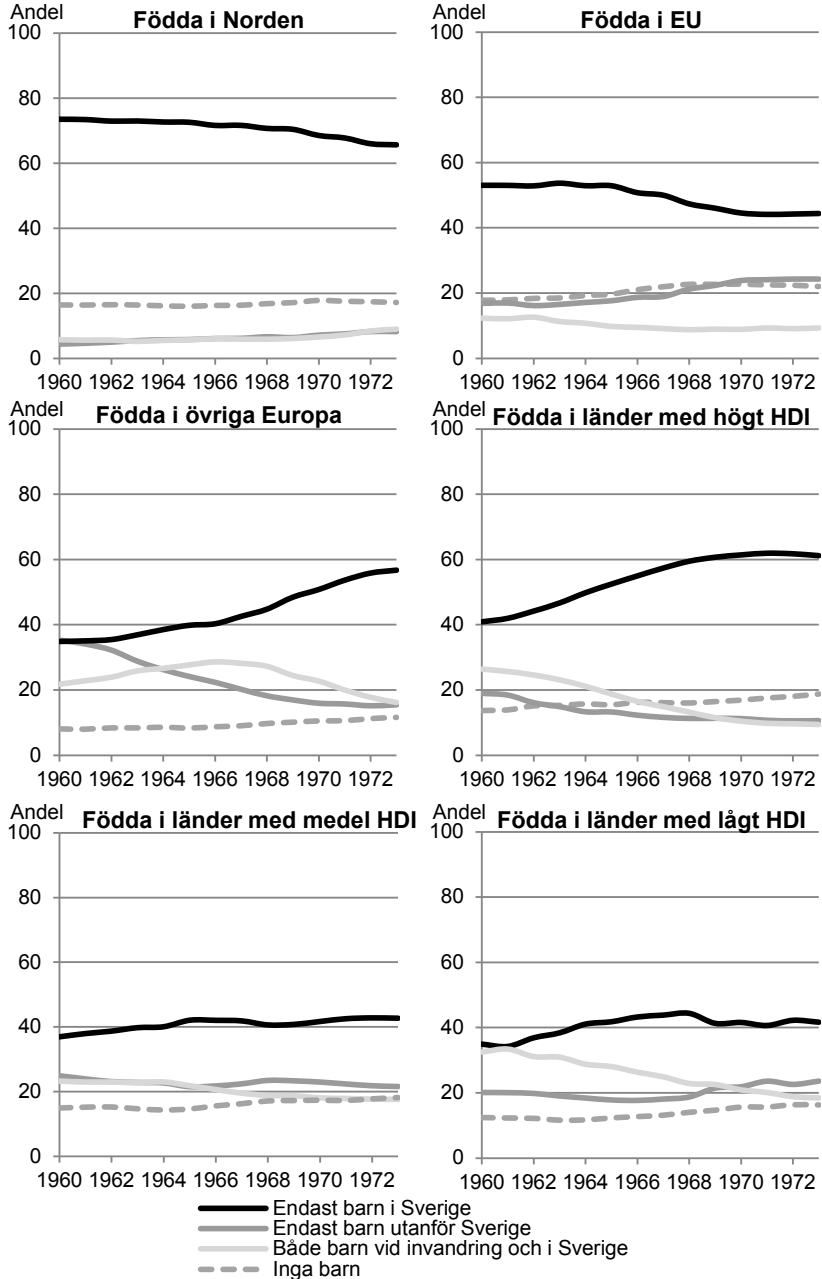 Andel
Födda i Norden
100
80
60
40
20
0
1960 1962 1964 1966 1968 1970 1972
Andel
Födda i EU
100
80
60
40
20
0
1960 1962 1964 1966 1968 1970 1972
Andel
Födda i övriga Europa
100
80
60
40
20
0
1960 1962 1964 1966 1968 1970 1972
Andel
Födda i länder med högt HDI
100
80
60
40
20
0
1960 1962 1964 1966 1968 1970 1972
Andel
Födda i länder med medel HDI
100
80
60
40
20
0
1960 1962 1964 1966 1968 1970 1972
Andel
Födda i länder med lågt HDI
100
80
60
40
20
0
1960 1962 1964 1966 1968 1970 1972
Endast barn i Sverige
Endast barn utanför Sverige
Både barn vid invandring och i Sverige
Inga barn